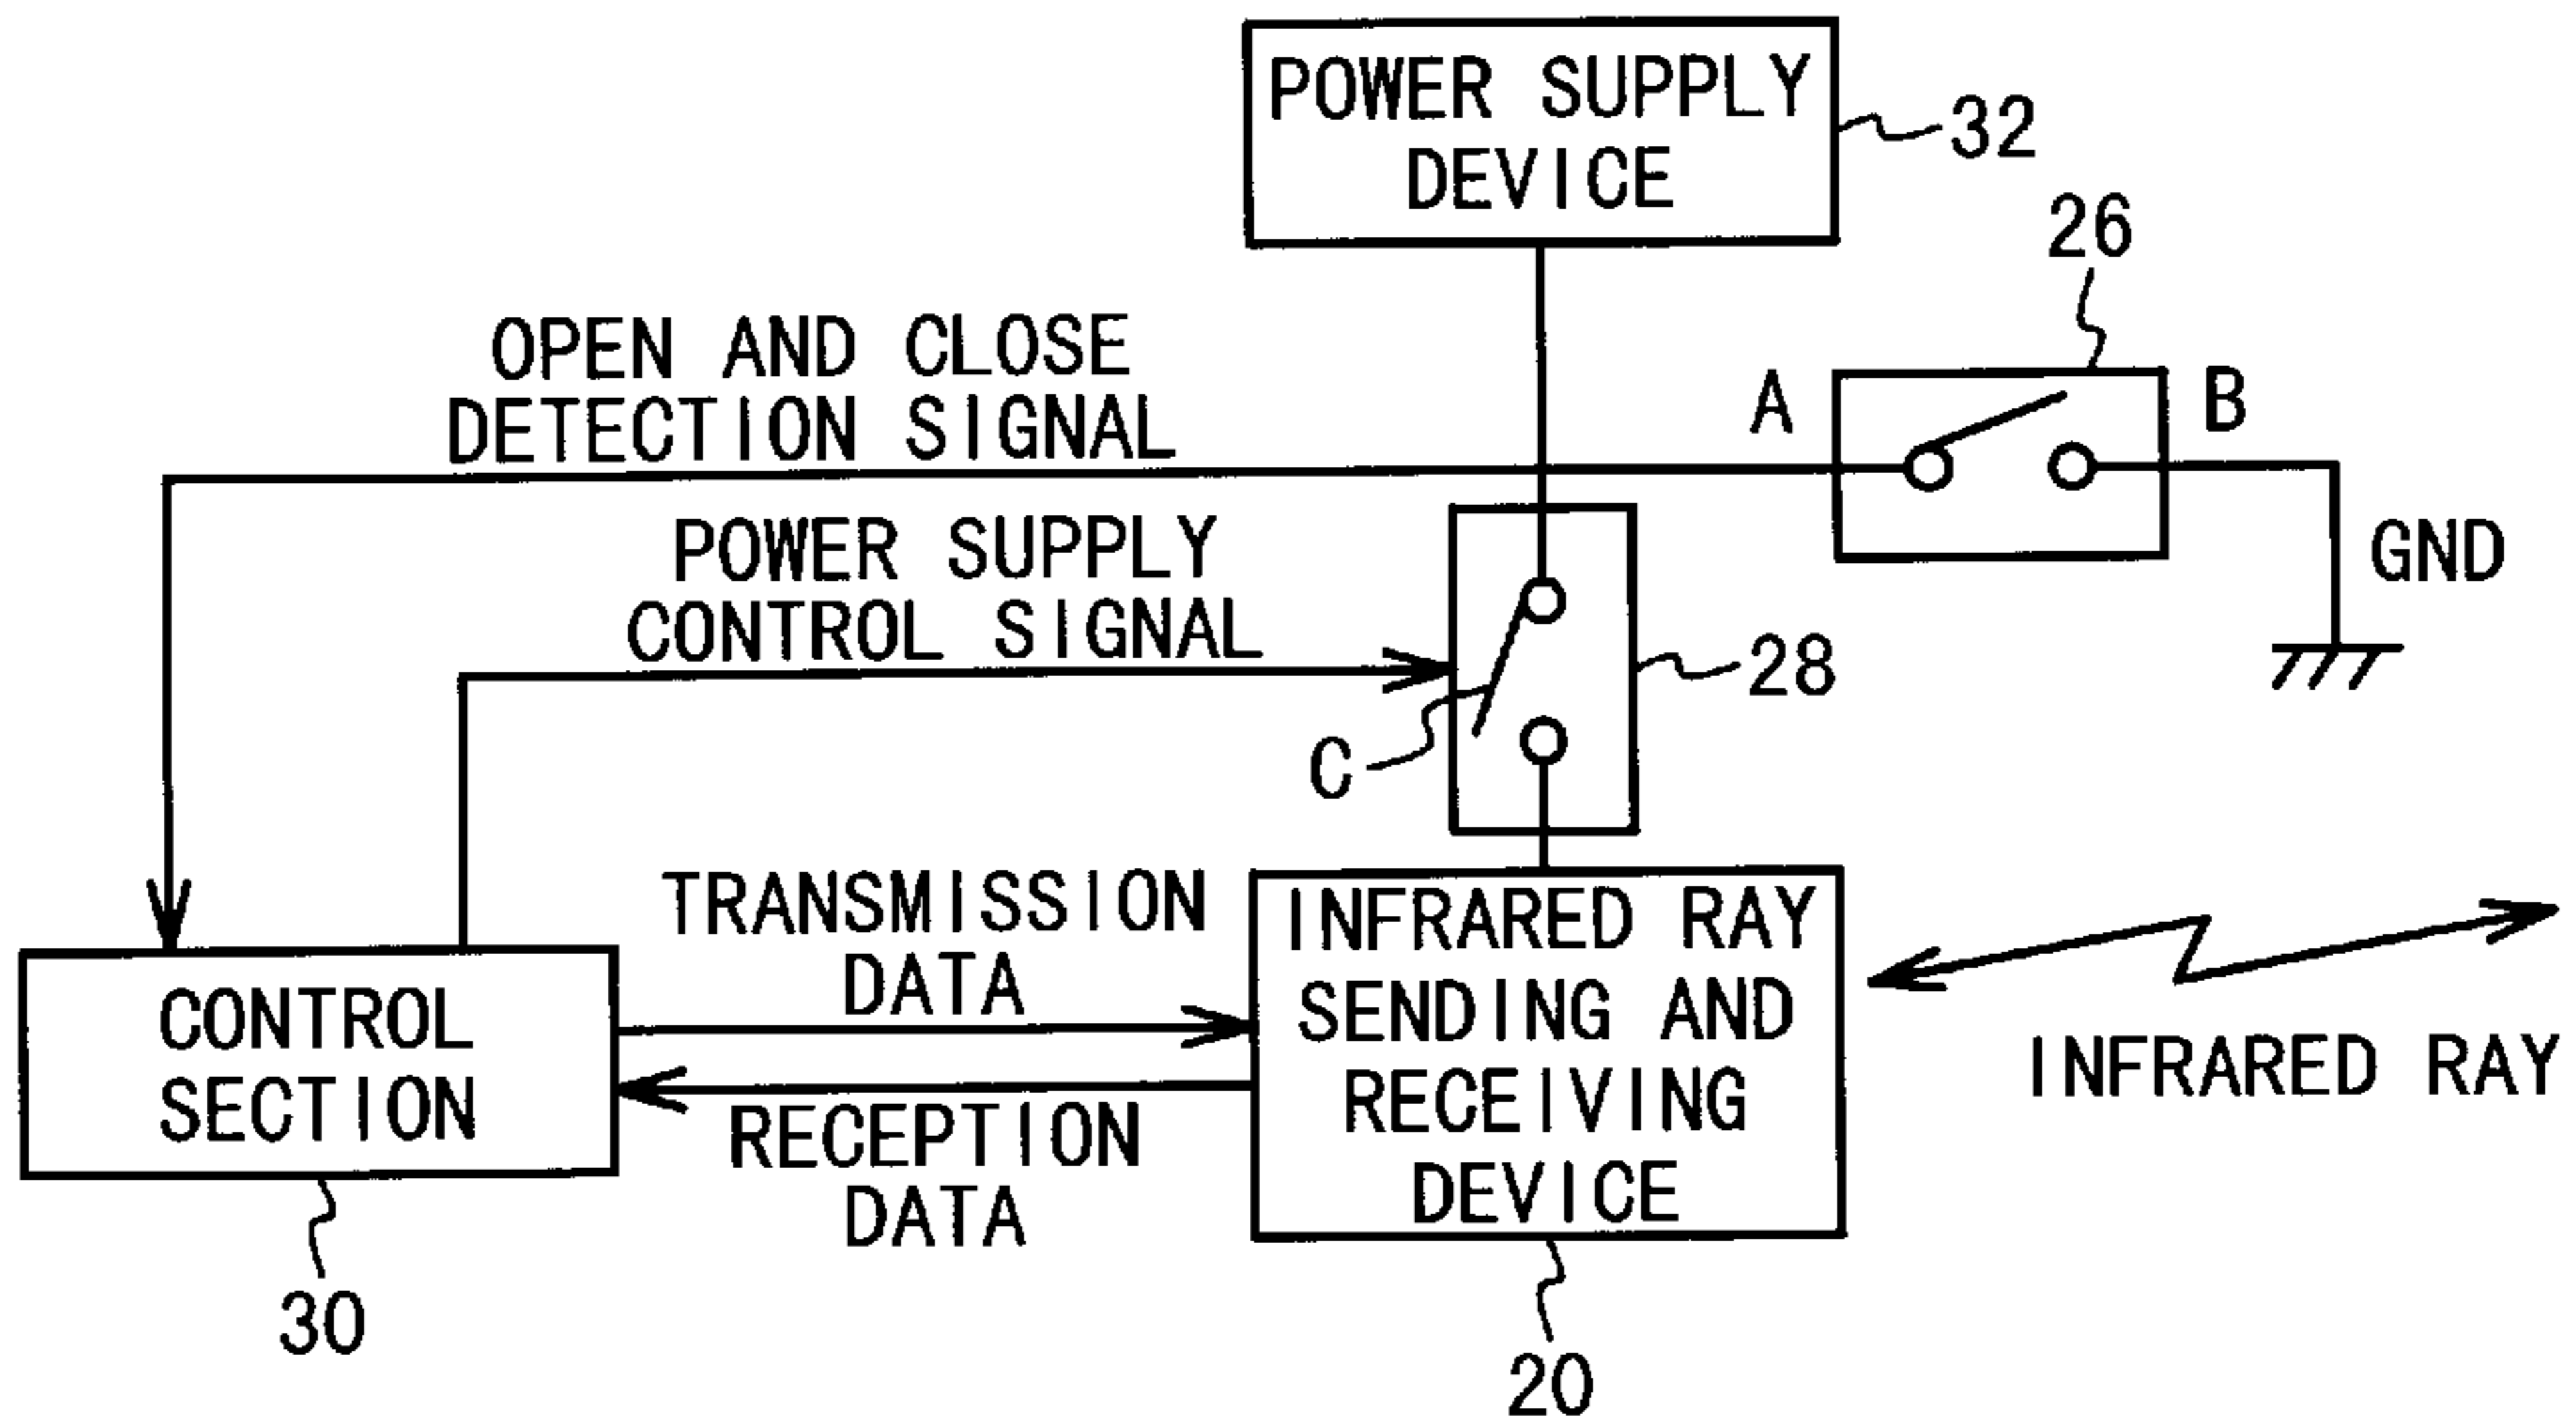 POWER SUPPLY
DEVICE
32
26
OPEN AND CLOSE
DETECTION SIGNAL
A
B
POWER SUPPLY
CONTROL SIGNAL
GND
28
C
TRANSMISSION
DATA
INFRARED RAY
SENDING AND
RECEIVING
DEVICE
CONTROL
SECTION
INFRARED RAY
RECEPTION
DATA
30
20